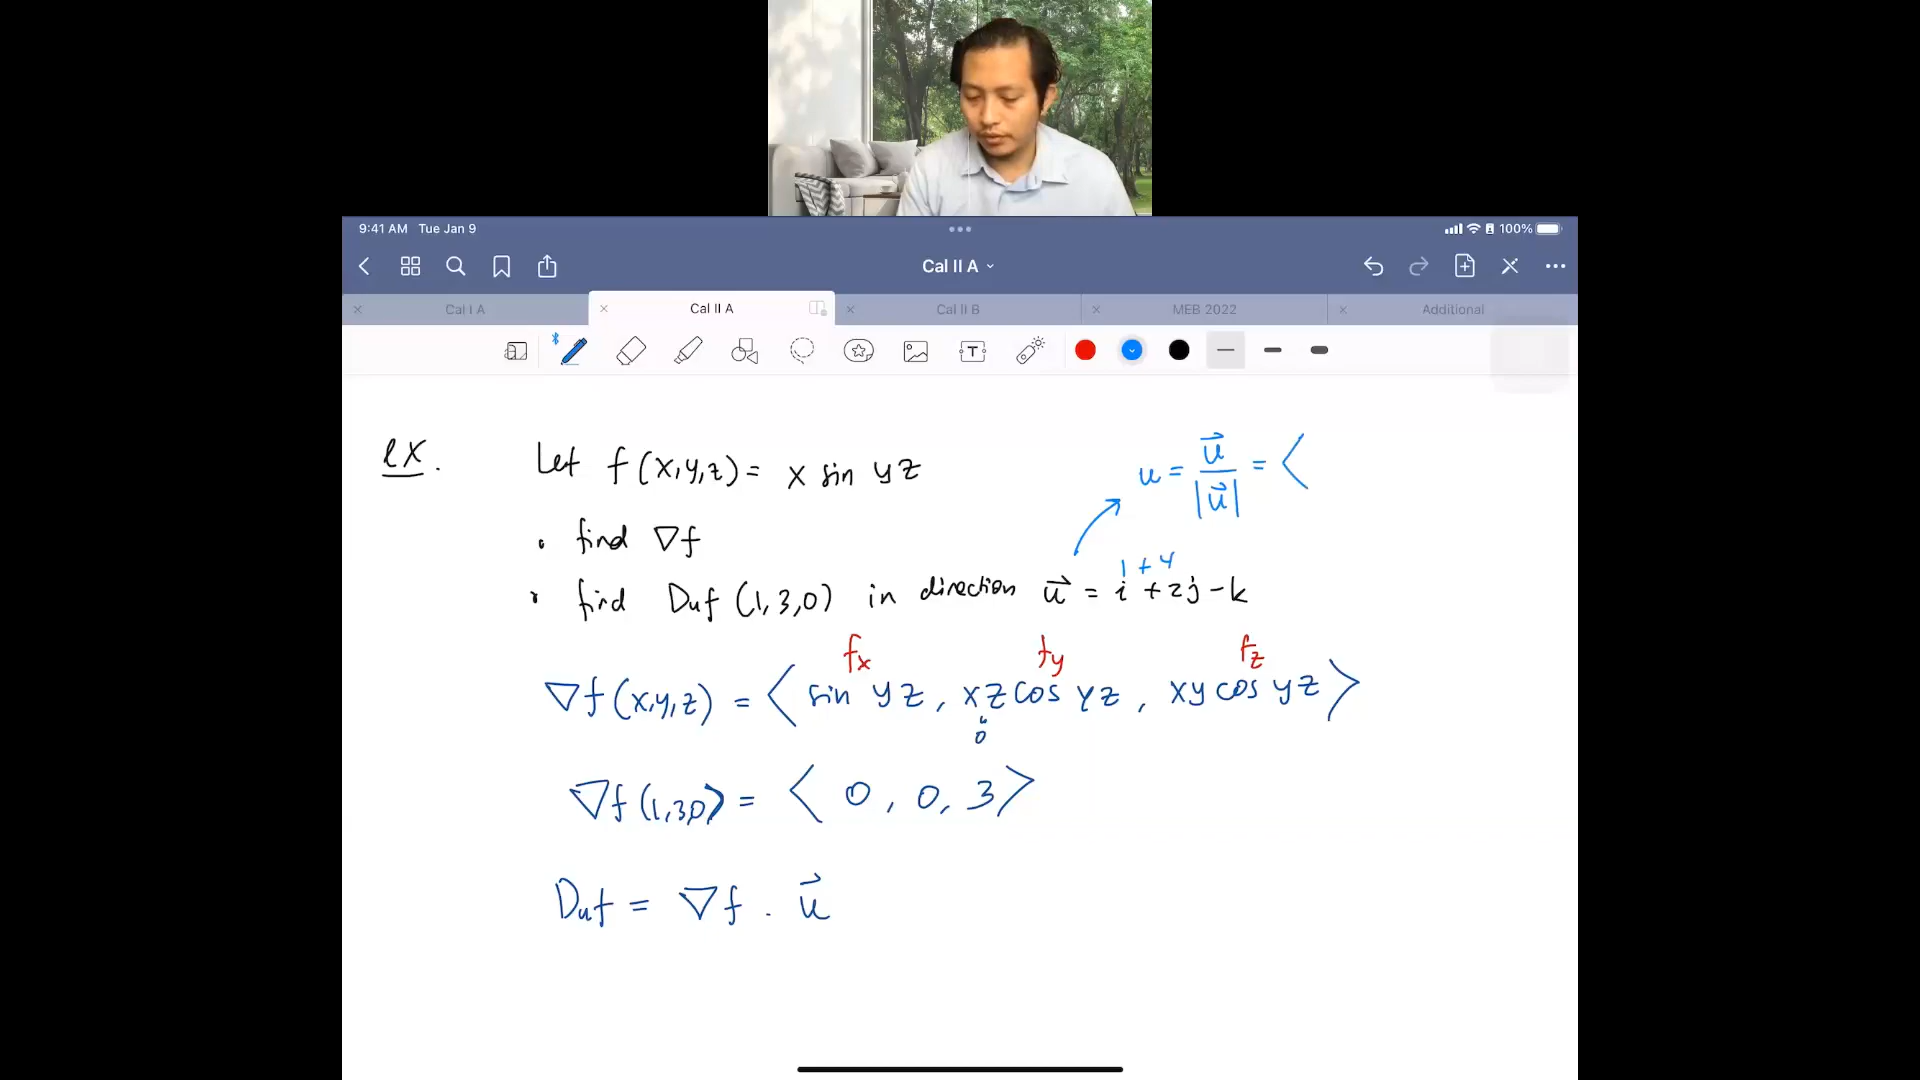 9:41 AM Tue Jan 9
100%
Cal II A
Cal I A
Cal II A
Cal II B
MEB 2022
Additional
T
ex. Let f(x,y,z) = x sin yz
u = u⃗ / |u⃗| = ⟨
• find ∇f
1 + 4
• find Duf (1,3,0) in direction u⃗ = i + 2j - k
fx fy fz
∇f(x,y,z) = ⟨ sin yz, xz cos yz, xy cos yz ⟩
0
∇f(1,3,0⟩ = ⟨ 0, 0, 3 ⟩
Duf = ∇f . u⃗